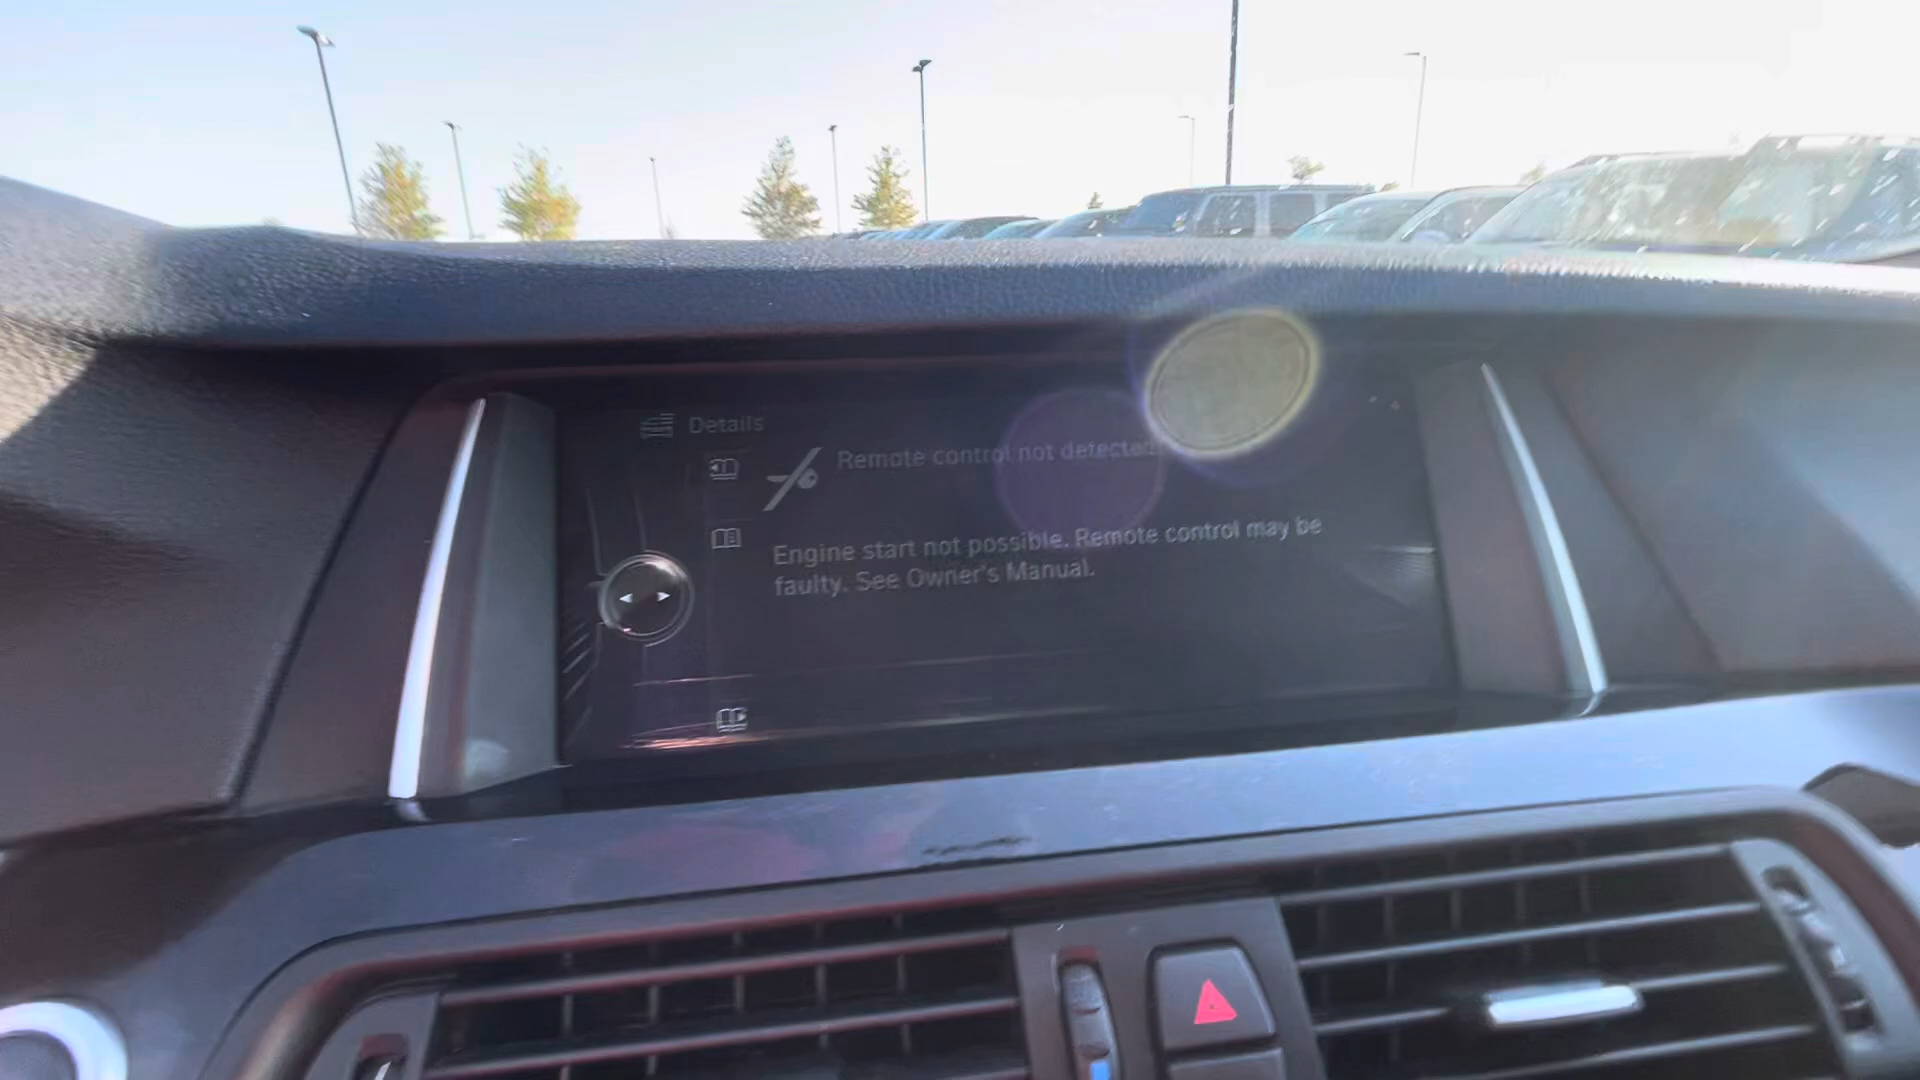 Details
Remote control not detected.
Engine start not possible. Remote control may be
faulty. See Owner's Manual.